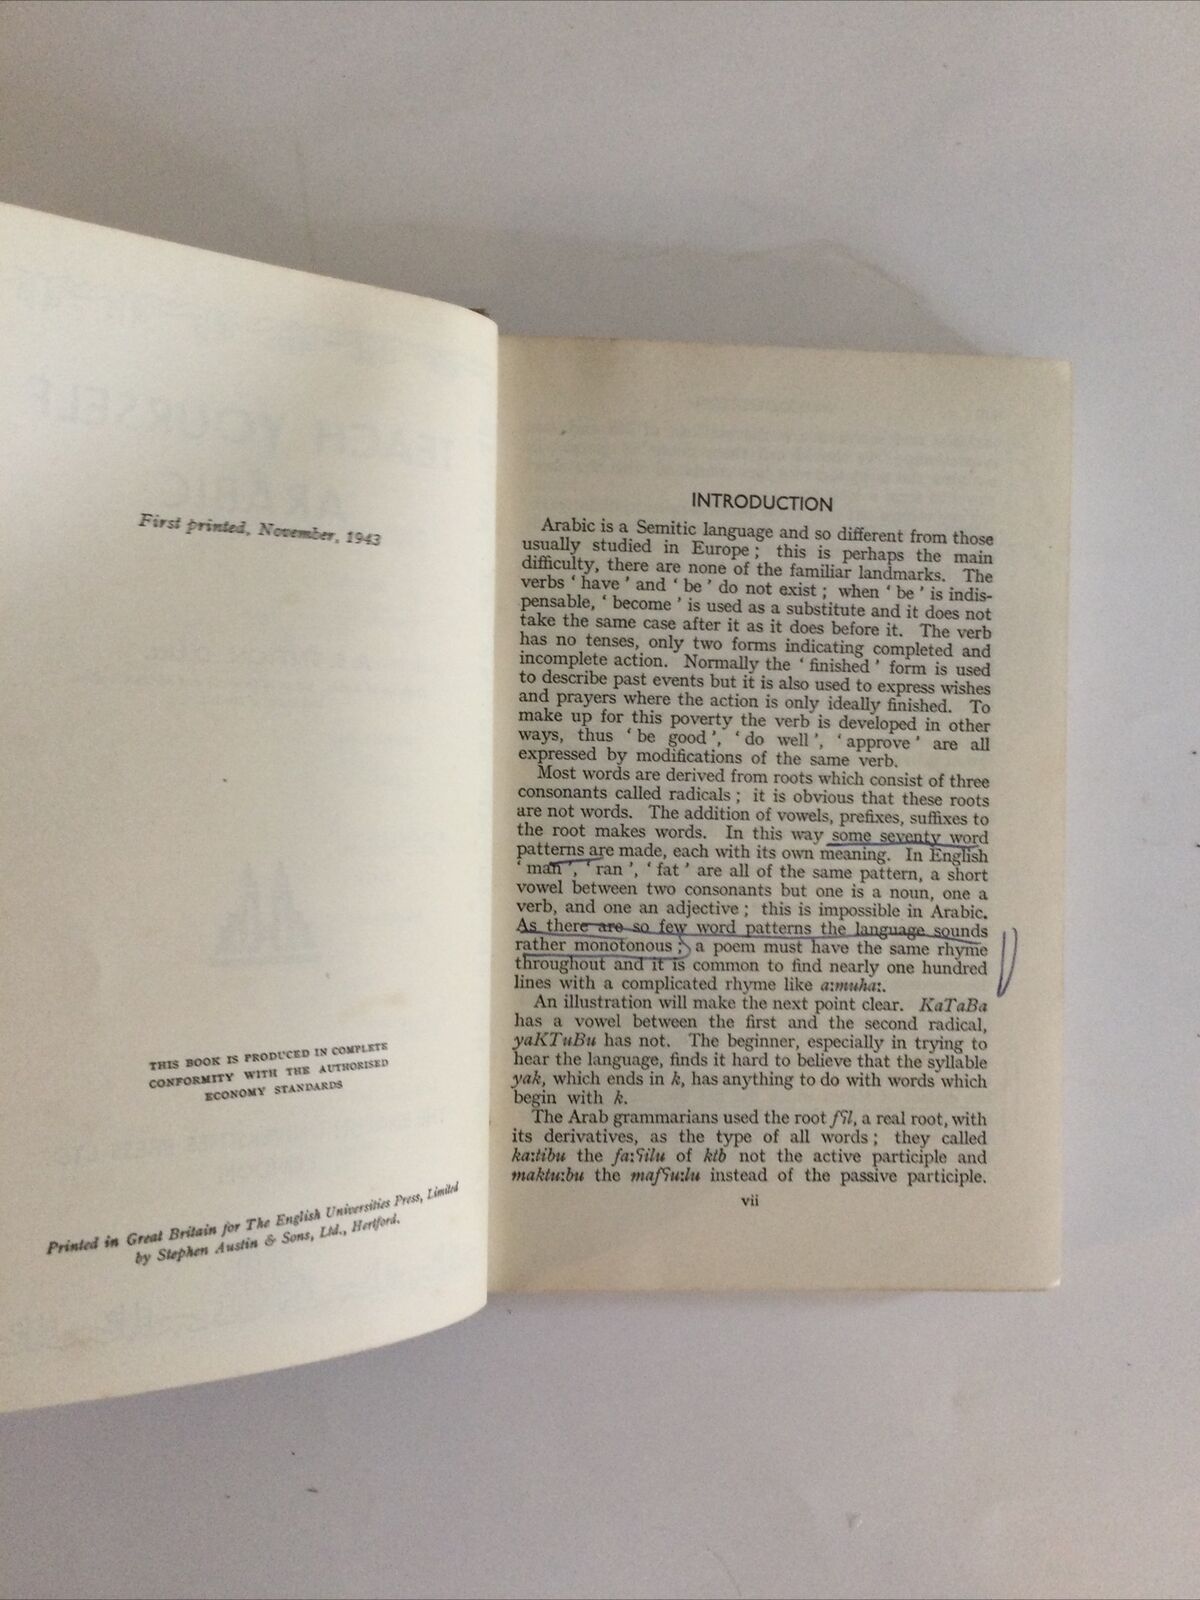 First printed, November, 1943
THIS BOOK IS PRODUCED IN COMPLETE
CONFORMITY WITH THE AUTHORISED
ECONOMY STANDARDS
Printed in Great Britain for The English Universities Press, Limited
by Stephen Austin & Sons, Ltd., Hertford.
INTRODUCTION
Arabic is a Semitic language and so different from those
usually studied in Europe ; this is perhaps the main
difficulty, there are none of the familiar landmarks. The
verbs ‘ have ’ and ‘ be ’ do not exist ; when ‘ be ’ is indis-
pensable, ‘ become ’ is used as a substitute and it does not
take the same case after it as it does before it. The verb
has no tenses, only two forms indicating completed and
incomplete action. Normally the ‘ finished ’ form is used
to describe past events but it is also used to express wishes
and prayers where the action is only ideally finished. To
make up for this poverty the verb is developed in other
ways, thus ‘ be good ’, ‘ do well ’, ‘ approve ’ are all
expressed by modifications of the same verb.
Most words are derived from roots which consist of three
consonants called radicals ; it is obvious that these roots
are not words. The addition of vowels, prefixes, suffixes to
the root makes words. In this way some seventy word
patterns are made, each with its own meaning. In English
‘ man ’, ‘ ran ’, ‘ fat ’ are all of the same pattern, a short
vowel between two consonants but one is a noun, one a
verb, and one an adjective ; this is impossible in Arabic.
As there are so few word patterns the language sounds
rather monotonous ; a poem must have the same rhyme
throughout and it is common to find nearly one hundred
lines with a complicated rhyme like a:muha:.
An illustration will make the next point clear. KaTaBa
has a vowel between the first and the second radical,
yaKTuBu has not. The beginner, especially in trying to
hear the language, finds it hard to believe that the syllable
yak, which ends in k, has anything to do with words which
begin with k.
The Arab grammarians used the root fʕl, a real root, with
its derivatives, as the type of all words ; they called
ka:tibu the fa:ʕilu of ktb not the active participle and
maktu:bu the mafʕu:lu instead of the passive participle.
vii